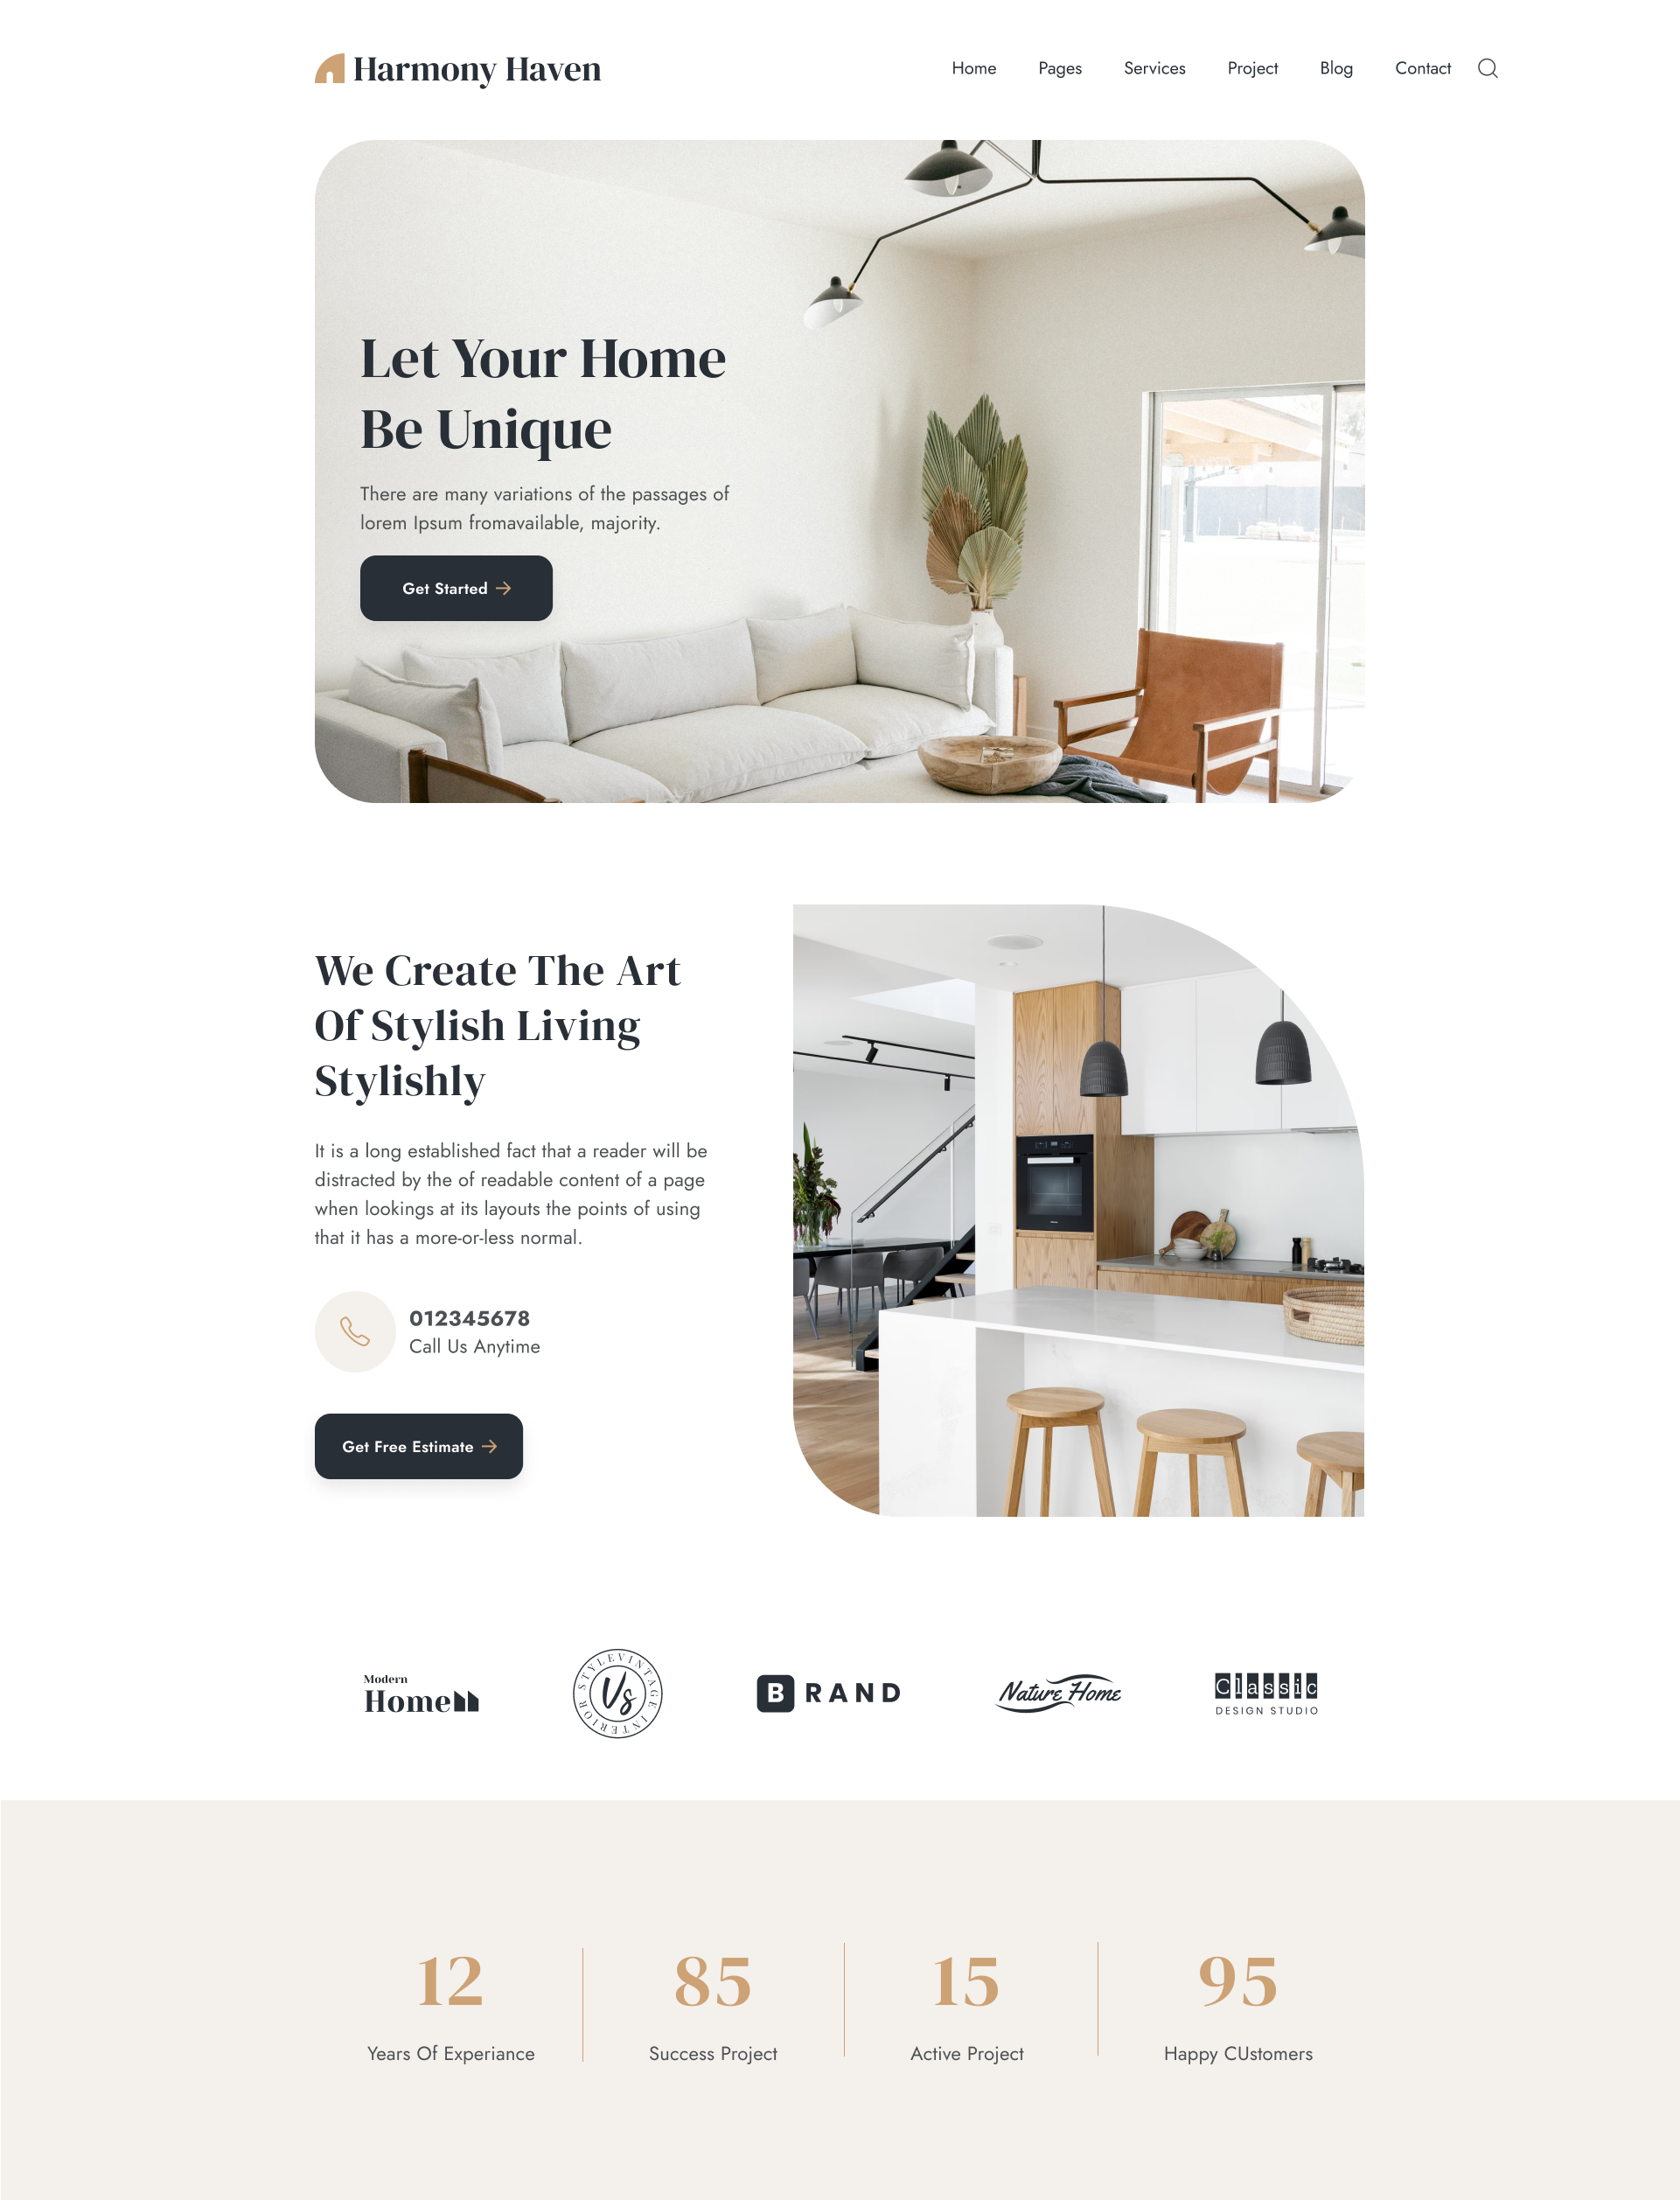 Harmony Haven
Home Pages Services Project Blog Contact
Let Your Home
Be Unique
There are many variations of the passages of
lorem Ipsum fromavailable, majority.
Get Started
We Create The Art
Of Stylish Living
Stylishly
It is a long established fact that a reader will be
distracted by the of readable content of a page
when lookings at its layouts the points of using
that it has a more-or-less normal.
012345678
Call Us Anytime
Get Free Estimate
Modern
Home
STYLEVINTAGE INTERIOR
Vs
BRAND
Nature Home
Classic
DESIGN STUDIO
12 85 15 95
Years Of Experiance Success Project Active Project Happy CUstomers